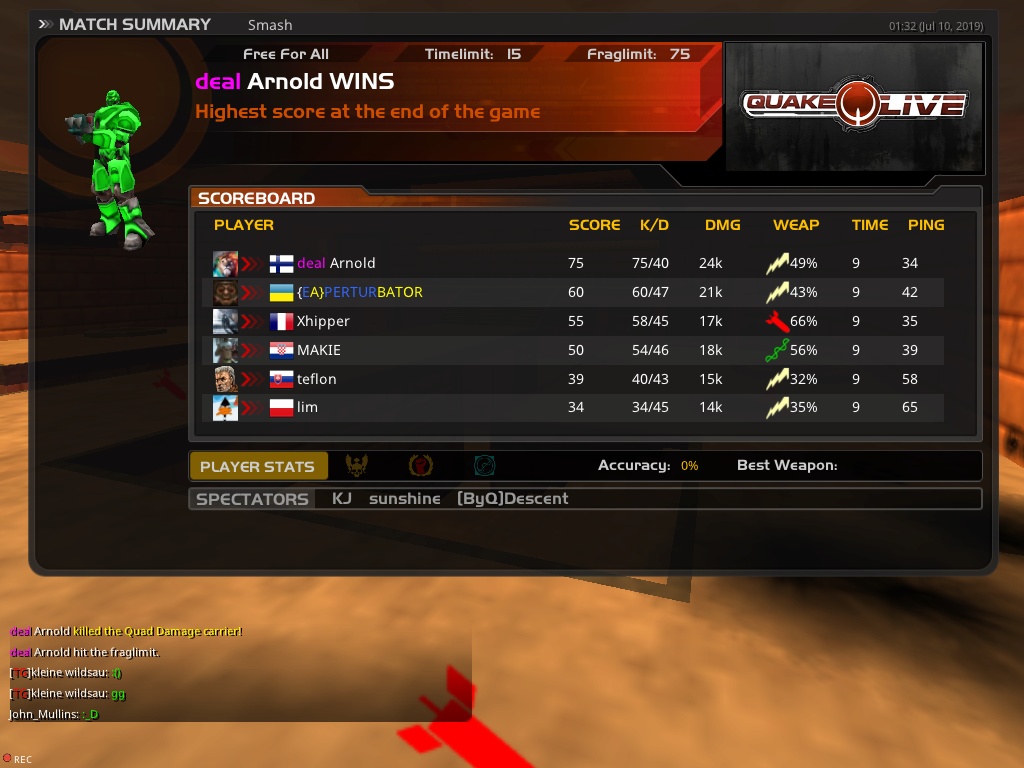 MATCH SUMMARY Smash 01:32 (Jul 10, 2019)
Free For All Timelimit: 15 Fraglimit: 75
deal Arnold WINS
Highest score at the end of the game
QUAKE LIVE
SCOREBOARD
PLAYER SCORE K/D DMG WEAP TIME PING
deal Arnold 75 75/40 24k 49% 9 34
{EA}PERTURBATOR 60 60/47 21k 43% 9 42
Xhipper 55 58/45 17k 66% 9 35
MAKIE 50 54/46 18k 56% 9 39
teflon 39 40/43 15k 32% 9 58
lim 34 34/45 14k 35% 9 65
PLAYER STATS Accuracy: 0% Best Weapon:
SPECTATORS KJ sunshine [ByQ]Descent
deal Arnold killed the Quad Damage carrier!
deal Arnold hit the fraglimit.
[TC]kleine wildsau: :()
[TC]kleine wildsau: gg
John_Mullins: :_D
REC